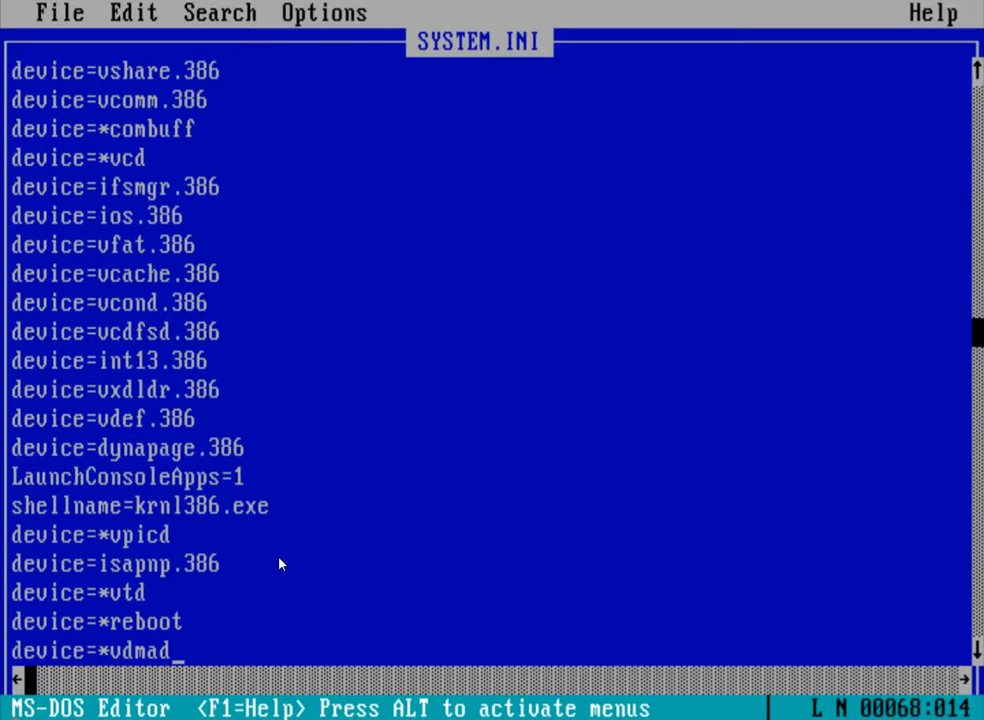 File Edit Search Options Help
SYSTEM.INI
device=vshare.386
device=vcomm.386
device=*combuff
device=*vcd
device=ifsmgr.386
device=ios.386
device=vfat.386
device=vcache.386
device=vcond.386
device=vcdfsd.386
device=int13.386
device=vxdldr.386
device=vdef.386
device=dynapage.386
LaunchConsoleApps=1
shellname=krnl386.exe
device=*vpicd
device=isapnp.386
device=*vtd
device=*reboot
device=*vdmad_
MS-DOS Editor <F1=Help> Press ALT to activate menus | L N 00068:014